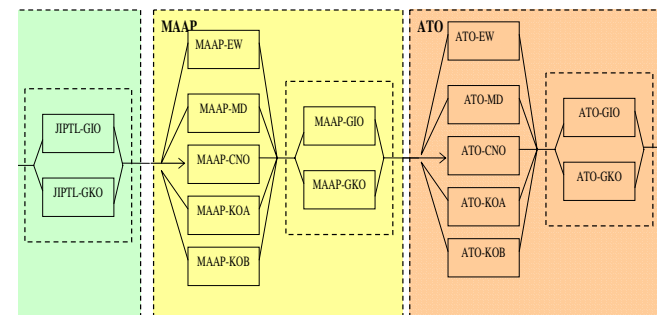 JIPTL-GIO
JIPTL-GKO
MAAP
MAAP-EW
MAAP-MD
MAAP-CNO
MAAP-KOA
MAAP-KOB
MAAP-GIO
MAAP-GKO
ATO
ATO-EW
ATO-MD
ATO-CNO
ATO-KOA
ATO-KOB
ATO-GIO
ATO-GKO